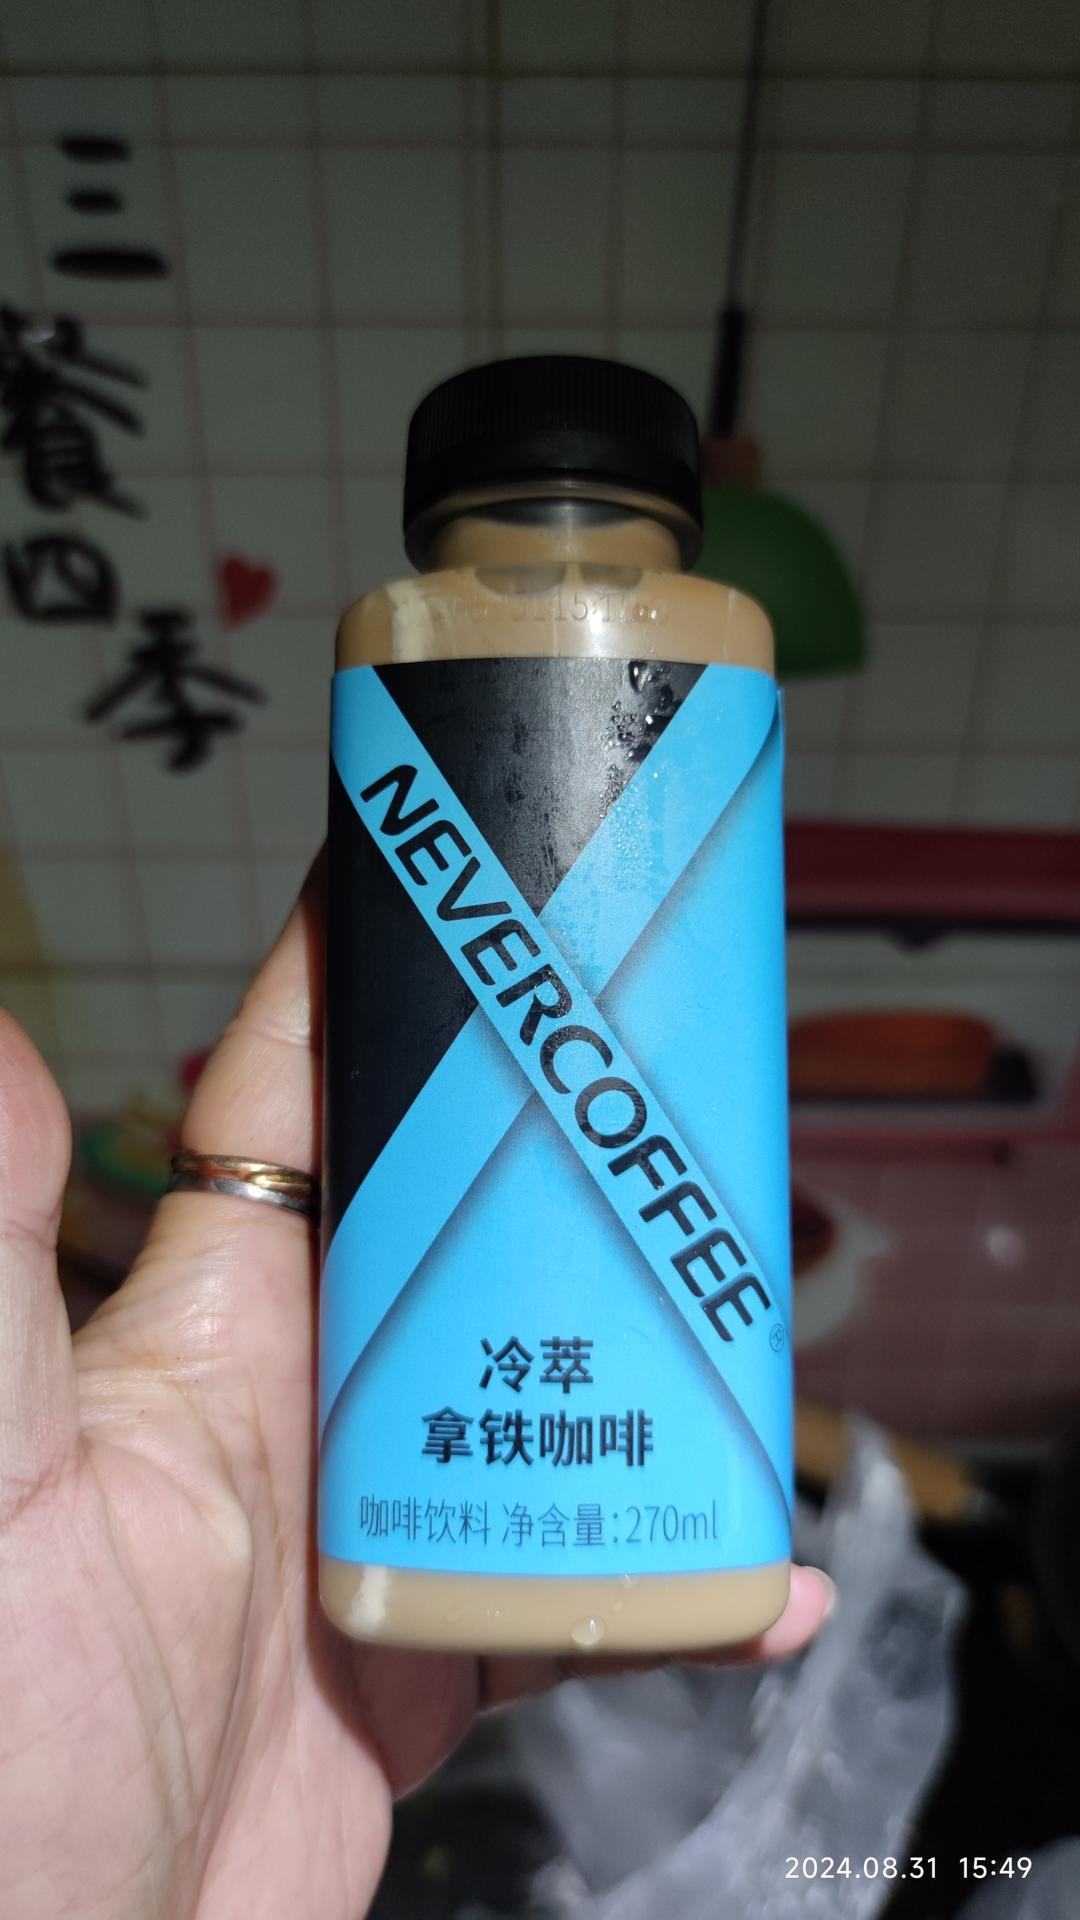 三
餐
四
季
NEVERCOFFEE®
冷萃
拿铁咖啡
咖啡饮料 净含量:270ml
2024.08.31 15:49